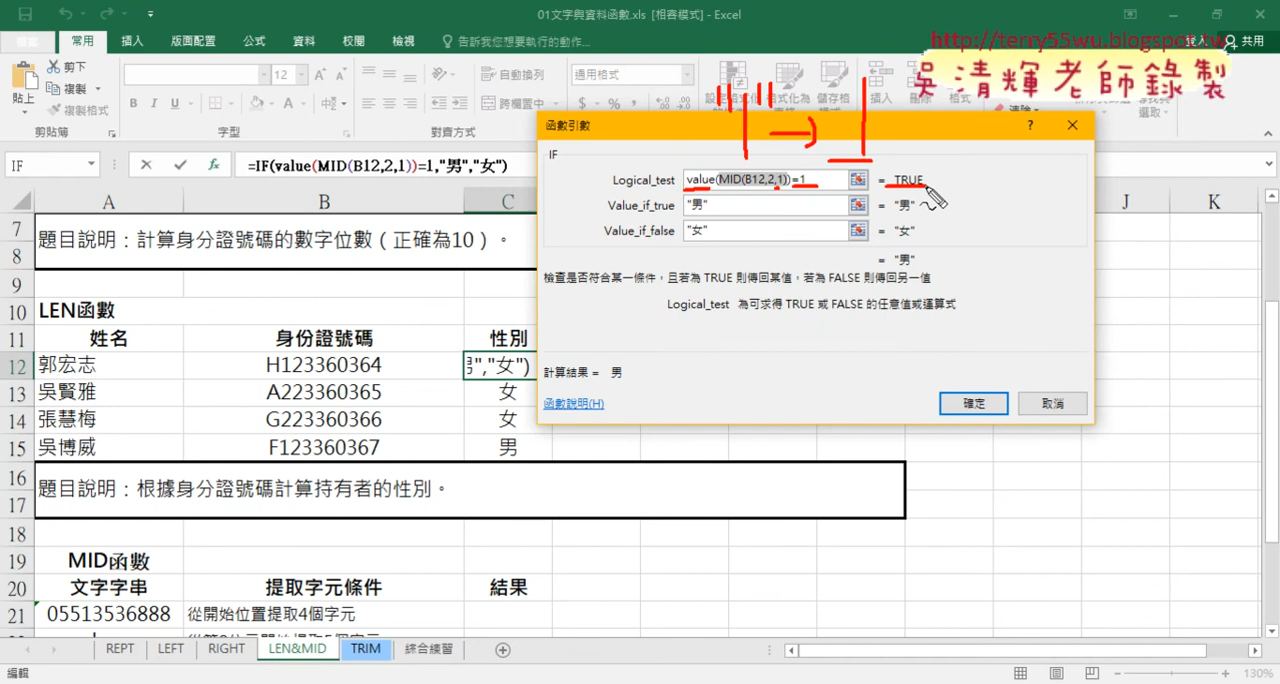 01文字與資料函數.xls [相容模式] - Excel
常用 插入 版面配置 公式 資料 校閱 檢視 告訴我您想要執行的動作... 登入 共用
http://terry55wu.blogspot.tw
吳清輝老師錄製
貼上 剪下 複製 複製格式
12 A A 自動換列 通用格式
B I U A 中 跨欄置中 $ % 插入 格式
剪貼簿 字型 對齊方式
IF =IF(value(MID(B12,2,1))=1,"男","女")
函數引數 ?
IF
Logical_test value(MID(B12,2,1))=1 = TRUE
Value_if_true "男" = "男"
Value_if_false "女" = "女"
= "男"
檢查是否符合某一條件，且若為 TRUE 則傳回某值，若為 FALSE 則傳回另一值
Logical_test 為可求得 TRUE 或 FALSE 的任意值或運算式
計算結果 = 男
函數說明(H) 確定 取消
A B C J K
7
題目說明：計算身分證號碼的數字位數（正確為10）。
8
9
10 LEN函數
11 姓名 身份證號碼 性別
12 郭宏志 H123360364 ","女")
13 吳賢雅 A223360365 女
14 張慧梅 G223360366 女
15 吳博威 F123360367 男
16
題目說明：根據身分證號碼計算持有者的性別。
17
18
19 MID函數
20 文字字串 提取字元條件 結果
21 05513536888 從開始位置提取4個字元
REPT LEFT RIGHT LEN&MID TRIM 綜合練習
編輯 130%